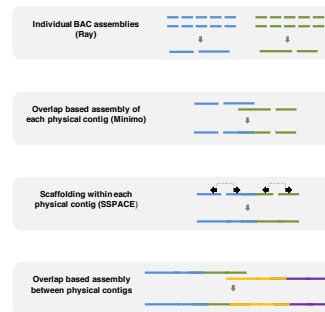 Individual BAC assemblies
(Ray)
Overlap based assembly of
each physical contig (Minimo)
Scaffolding within each
physical contig (SSPACE)
Overlap based assembly
between physical contigs